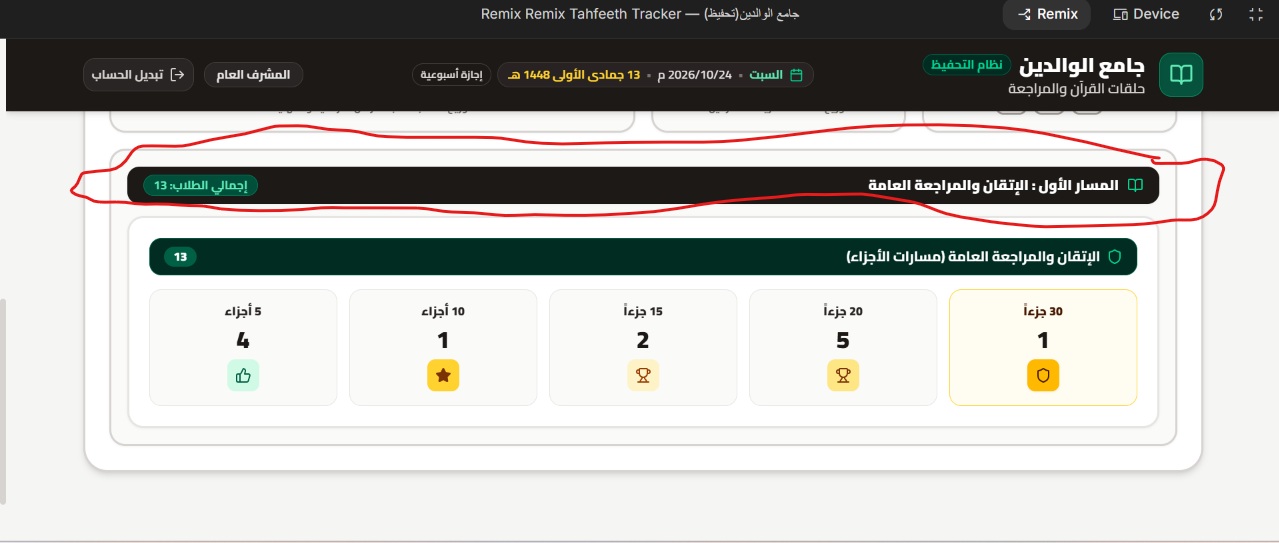 Remix Remix Tahfeeth Tracker — جامع الوالدين(تحفيظ)
Remix
Device
جامع الوالدين
نظام التحفيظ
حلقات القرآن والمراجعة
السبت • 2026/10/24 م • 13 جمادى الأولى 1448 هـ
إجازة أسبوعية
المشرف العام
تبديل الحساب
المسار الأول : الإتقان والمراجعة العامة
إجمالي الطلاب: 13
الإتقان والمراجعة العامة (مسارات الأجزاء)
13
30 جزءاً
1
20 جزءاً
5
15 جزءاً
2
10 أجزاء
1
5 أجزاء
4